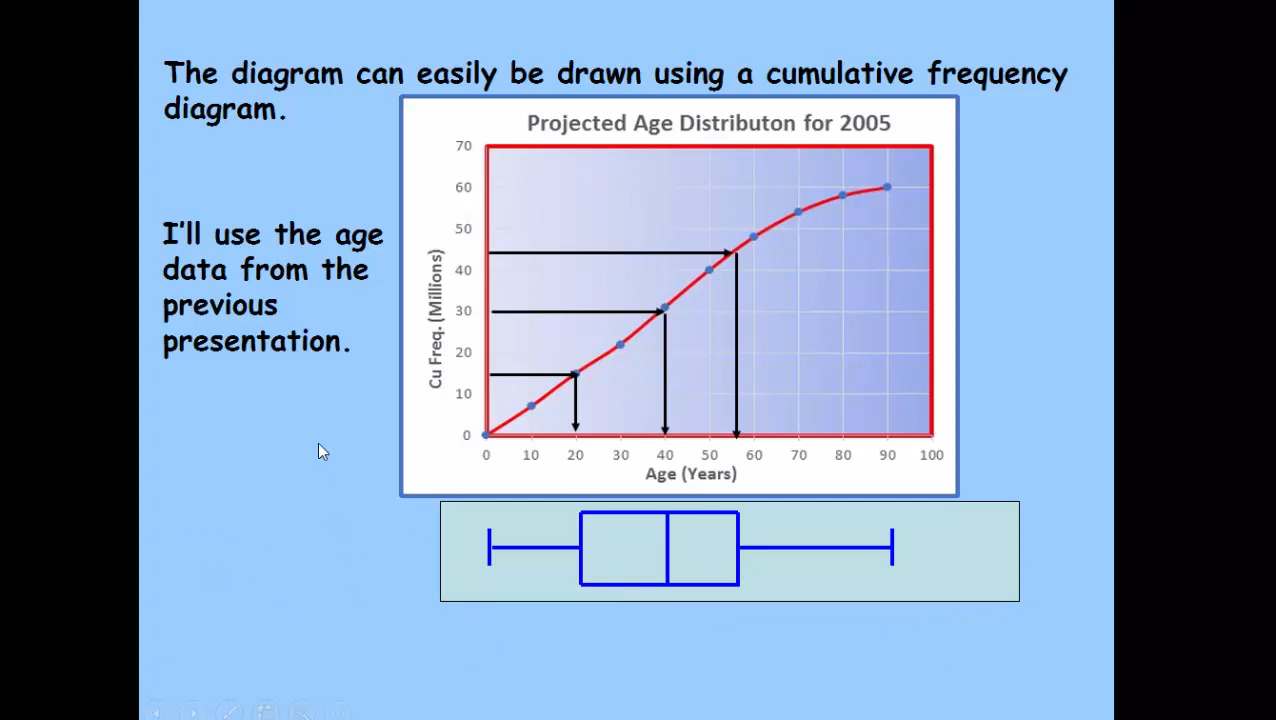 The diagram can easily be drawn using a cumulative frequency
diagram.
Projected Age Distributon for 2005
I'll use the age
data from the
previous
presentation.
Cu Freq. (Millions)
70
60
50
40
30
20
10
0
0 10 20 30 40 50 60 70 80 90 100
Age (Years)